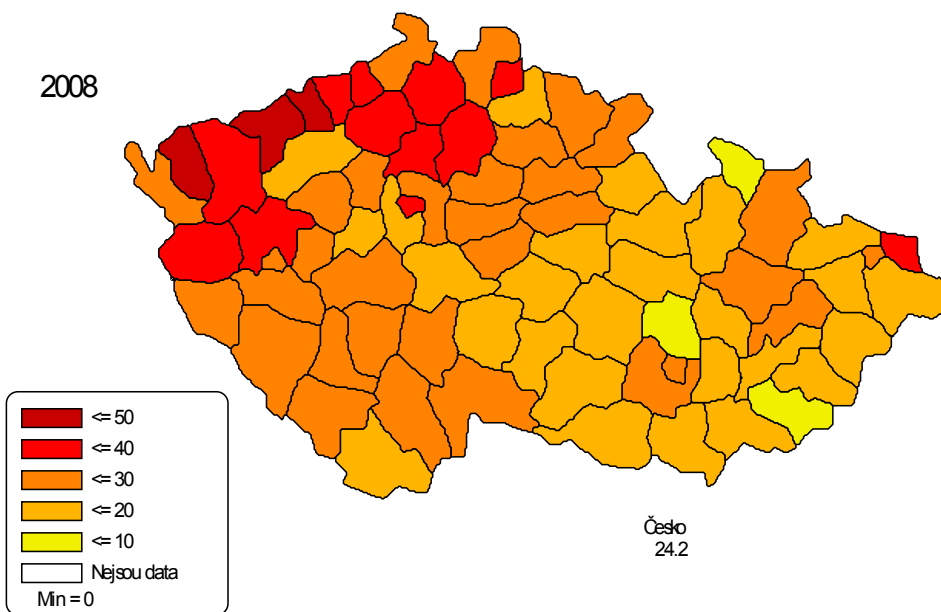 2008
<= 50
<= 40
<= 30
<= 20
<= 10
Nejsou data
Min = 0
Česko
24.2